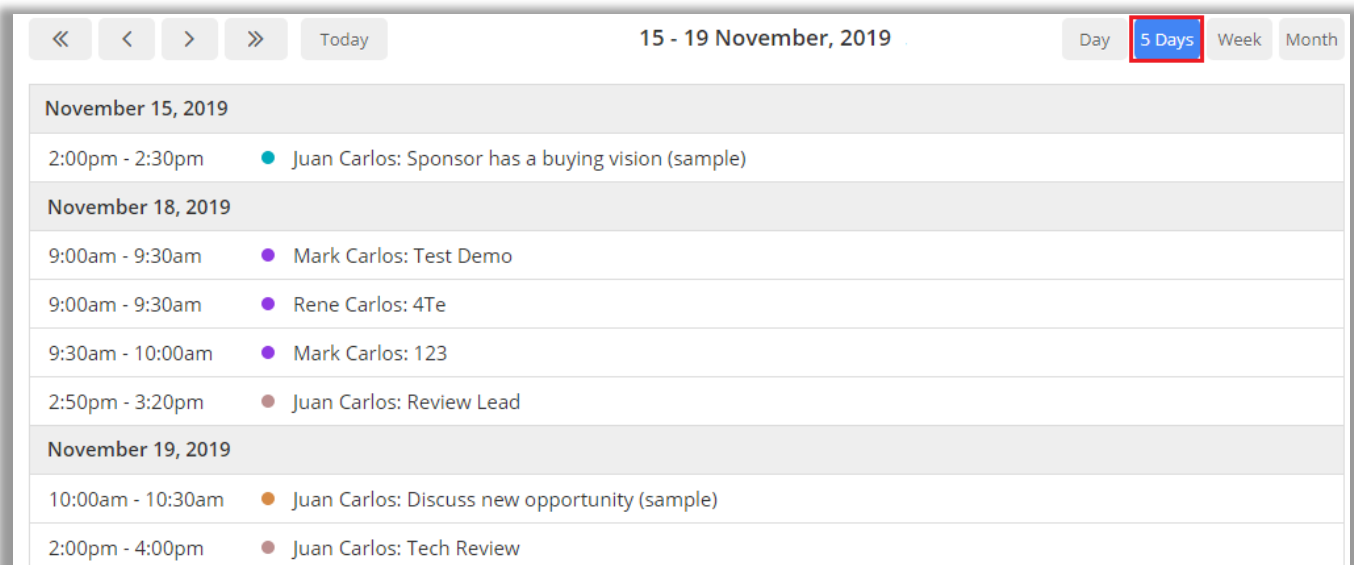 Today 15 - 19 November, 2019 Day 5 Days Week Month
November 15, 2019
2:00pm - 2:30pm Juan Carlos: Sponsor has a buying vision (sample)
November 18, 2019
9:00am - 9:30am Mark Carlos: Test Demo
9:00am - 9:30am Rene Carlos: 4Te
9:30am - 10:00am Mark Carlos: 123
2:50pm - 3:20pm Juan Carlos: Review Lead
November 19, 2019
10:00am - 10:30am Juan Carlos: Discuss new opportunity (sample)
2:00pm - 4:00pm Juan Carlos: Tech Review